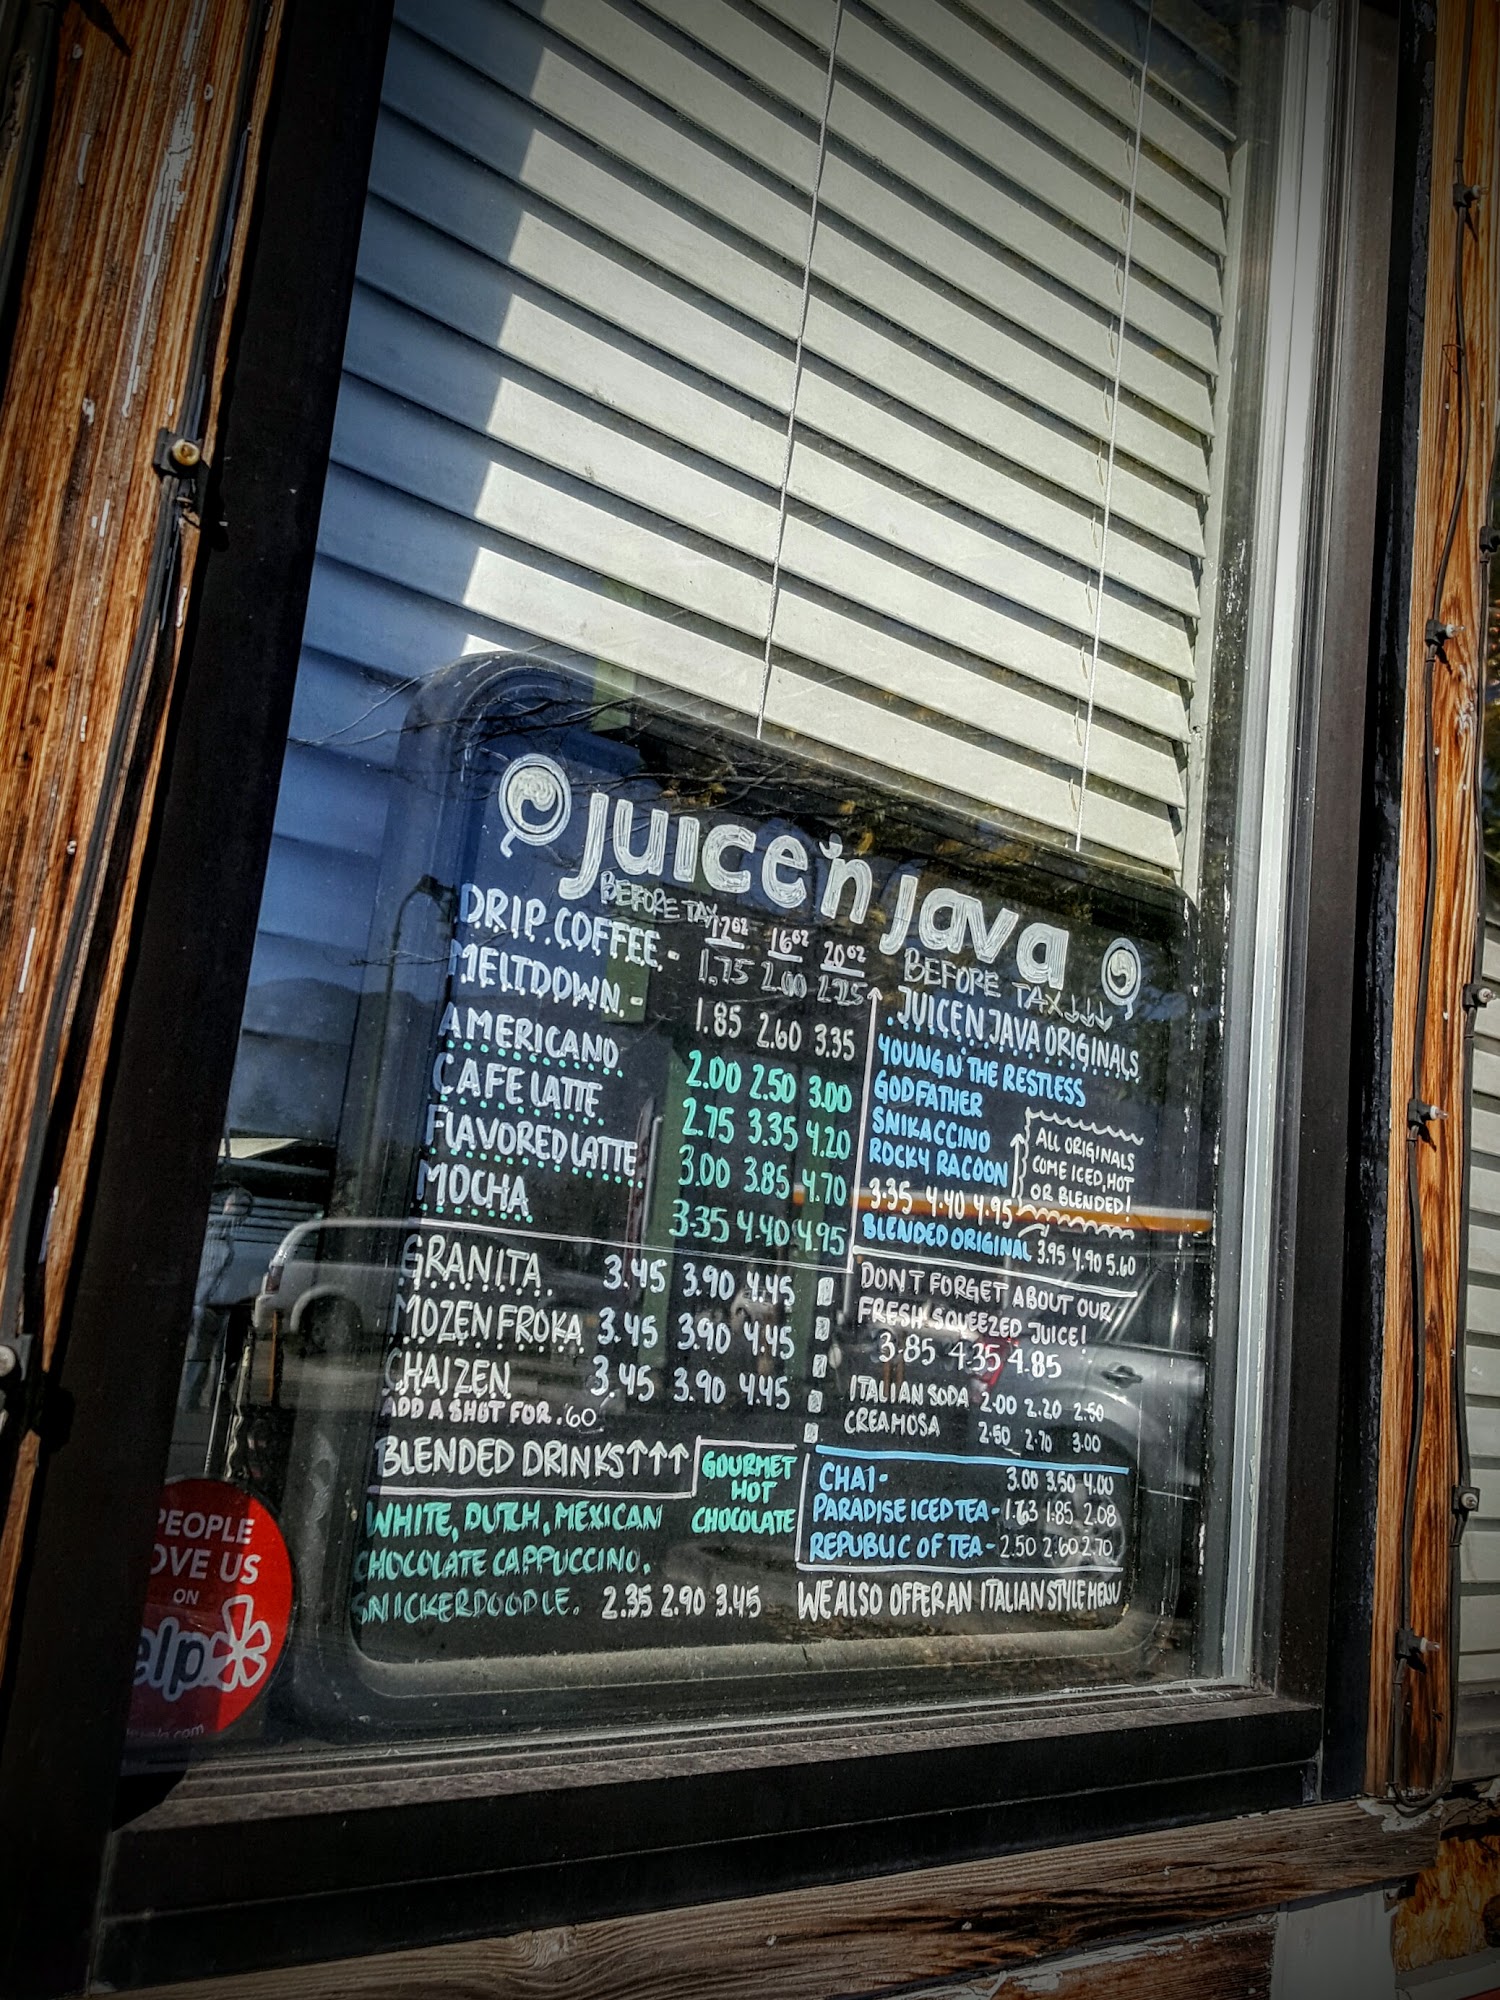 juice 'n java
BEFORE TAX 12oz 16oz 20oz
DRIP COFFEE - 1.75 2.00 2.25
MELTDOWN - 1.85 2.60 3.35
AMERICANO 2.00 2.50 3.00
CAFE LATTE 2.75 3.35 4.20
FLAVORED LATTE 3.00 3.85 4.70
MOCHA 3.35 4.40 4.95
GRANITA 3.45 3.90 4.45
MOZEN FROKA 3.45 3.90 4.45
CHAI ZEN 3.45 3.90 4.45
ADD A SHOT FOR .60
BLENDED DRINKS ↑↑↑
GOURMET
HOT
CHOCOLATE
WHITE, DUTCH, MEXICAN
CHOCOLATE CAPPUCCINO,
SNICKERDOODLE. 2.35 2.90 3.45
BEFORE TAX ↓↓↓
JUICE N JAVA ORIGINALS
YOUNG N THE RESTLESS
GODFATHER
SNIKACCINO
ROCKY RACOON
3.35 4.40 4.95
ALL ORIGINALS
COME ICED, HOT
OR BLENDED!
BLENDED ORIGINAL 3.95 4.90 5.60
DON'T FORGET ABOUT OUR
FRESH SQUEEZED JUICE!
3.85 4.35 4.85
ITALIAN SODA 2.00 2.20 2.50
CREAMOSA 2.50 2.70 3.00
CHAI - 3.00 3.50 4.00
PARADISE ICED TEA - 1.63 1.85 2.08
REPUBLIC OF TEA - 2.50 2.60 2.70
WE ALSO OFFER AN ITALIAN STYLE MENU
PEOPLE
OVE US
ON
elp